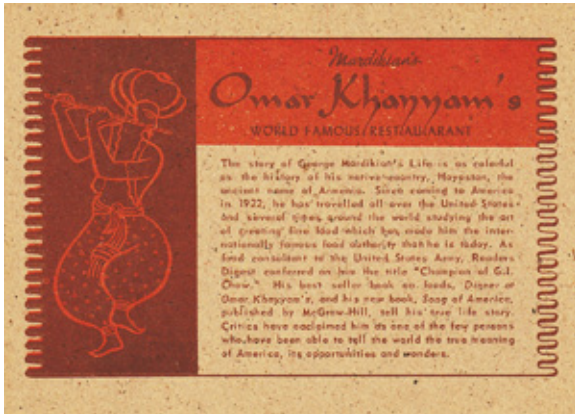 Mardikian's
Omar Khayyam's
WORLD FAMOUS RESTAUARANT
The story of George Mardikian's Life is as colorful
as the history of his native country, Hayastan, the
ancient name of Armenia. Since coming to America
in 1922, he has travelled all over the United States
and several times around the world studying the art
of preparing fine food which has made him the inter-
nationally famous food authority that he is today. As
food consultant to the United States Army, Readers
Digest conferred on him the title "Champion of G.I.
Chow." His best seller book on foods, Dinner at
Omar Khayyam's, and his new book, Song of America,
published by McGraw-Hill, tell his true life story.
Critics have acclaimed him as one of the few persons
who have been able to tell the world the true meaning
of America, its opportunities and wonders.